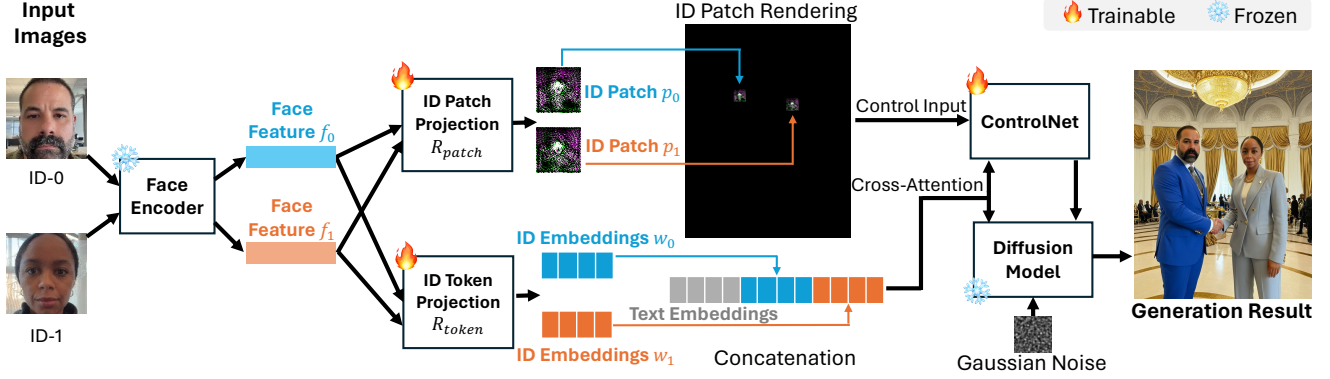 Input
Images
ID-0
ID-1
Face
Encoder
Face
Feature f₀
Face
Feature f₁
ID Patch
Projection
R_patch
ID Token
Projection
R_token
ID Patch p₀
ID Patch p₁
ID Embeddings w₀
ID Embeddings w₁
Text Embeddings
Concatenation
ID Patch Rendering
Control Input
Cross-Attention
ControlNet
Diffusion
Model
Gaussian Noise
Trainable
Frozen
Generation Result